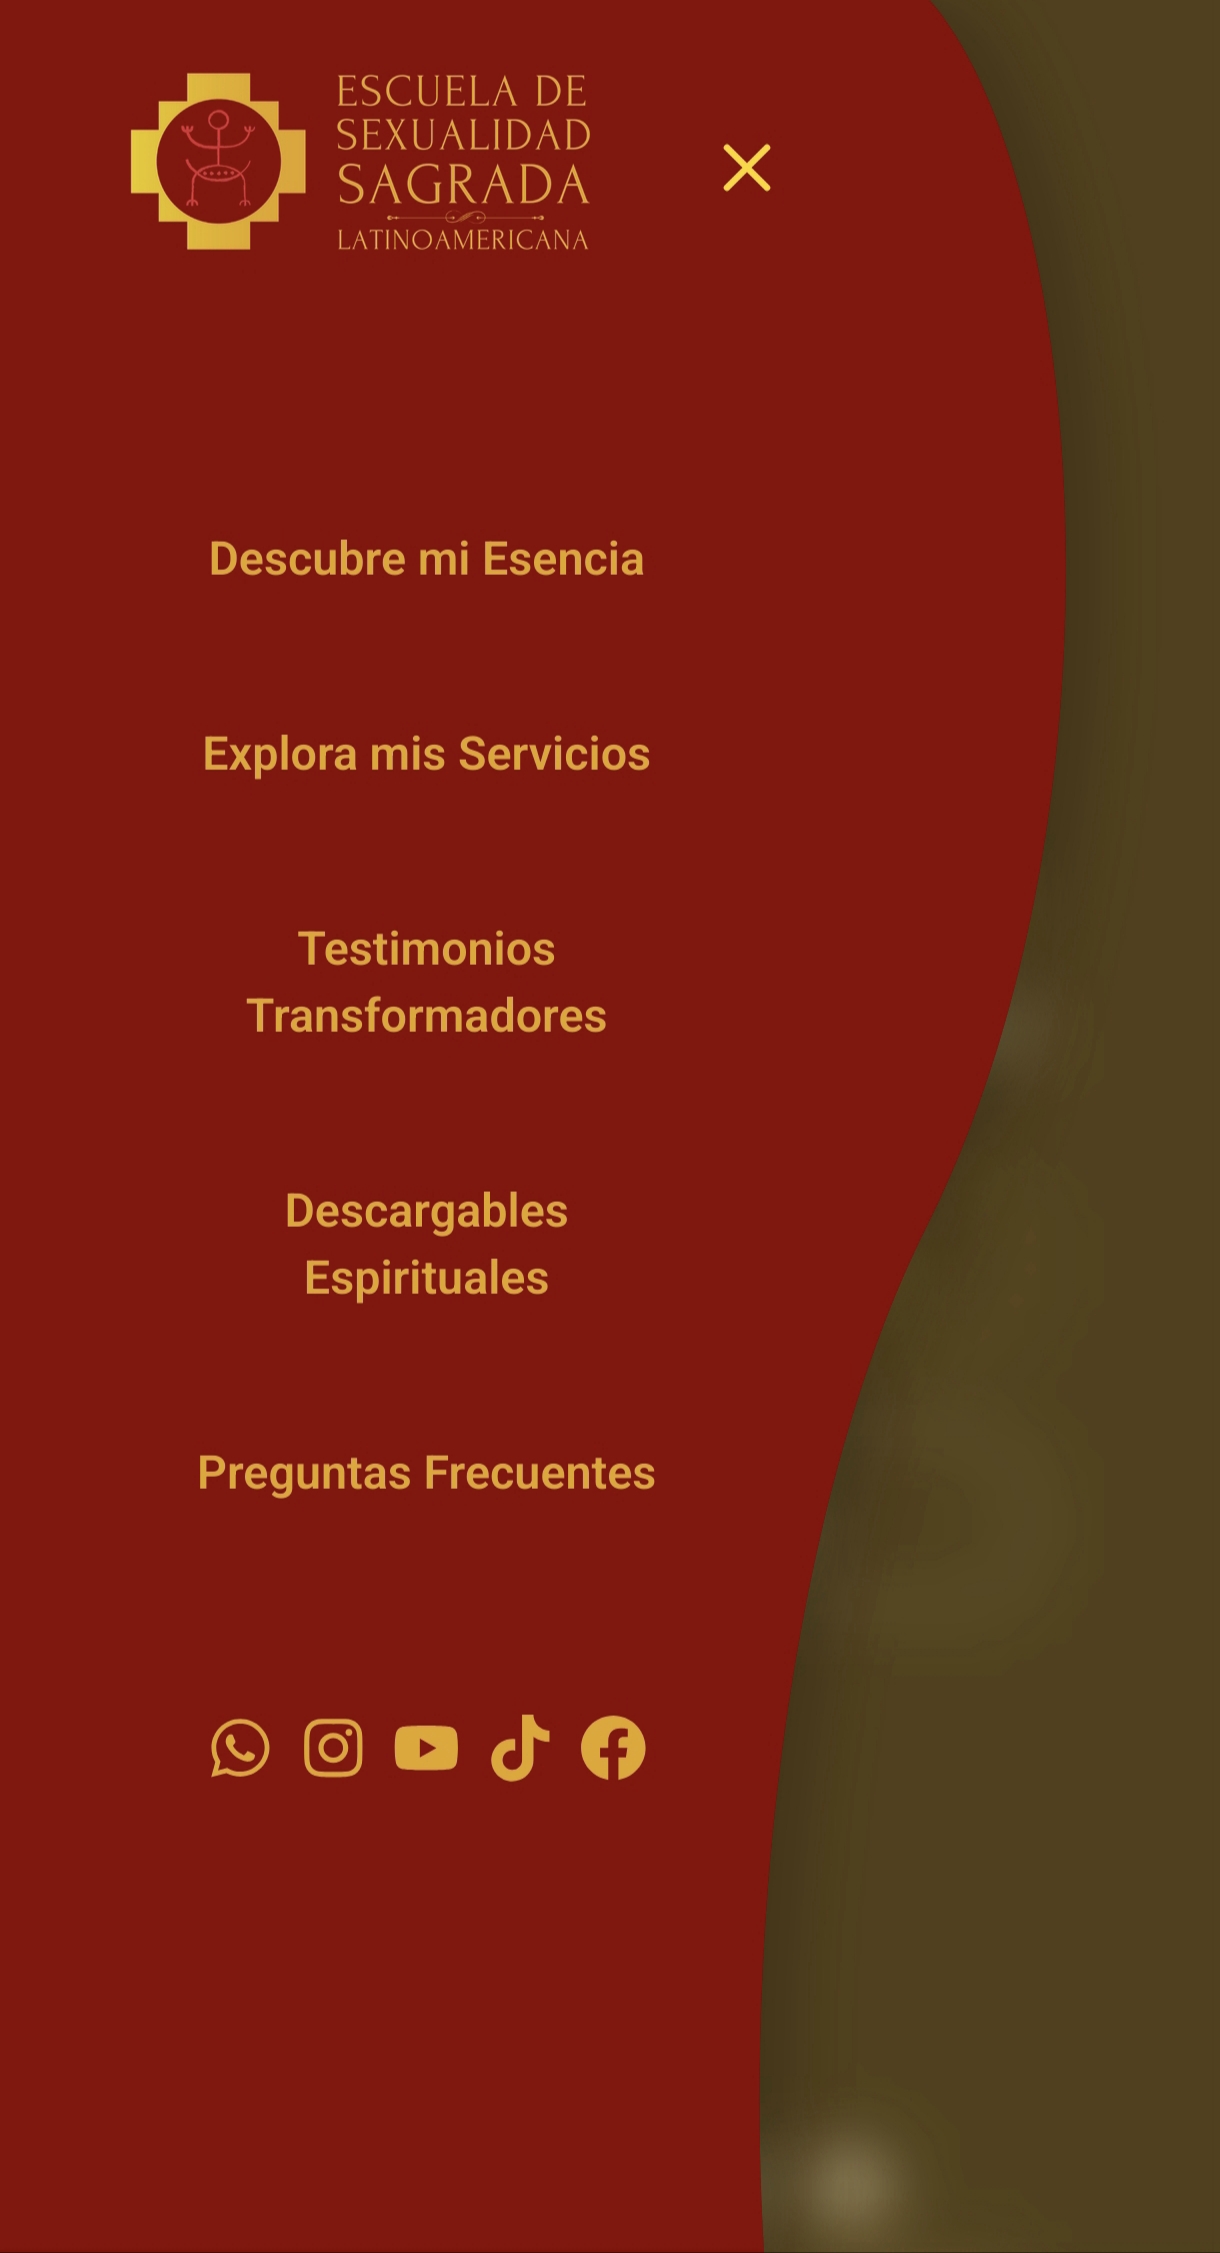 ESCUELA DE
SEXUALIDAD
SAGRADA
LATINOAMERICANA
Descubre mi Esencia
Explora mis Servicios
Testimonios
Transformadores
Descargables
Espirituales
Preguntas Frecuentes